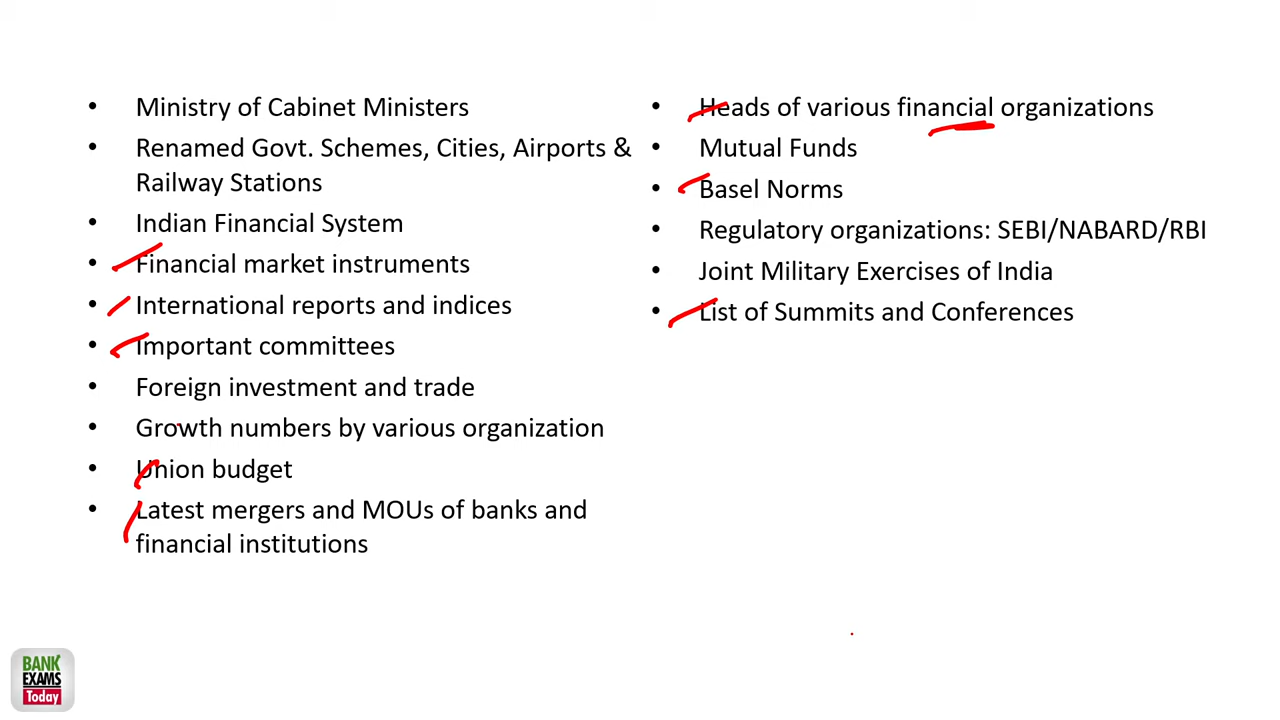 • Ministry of Cabinet Ministers
• Renamed Govt. Schemes, Cities, Airports &
Railway Stations
• Indian Financial System
• Financial market instruments
• International reports and indices
• Important committees
• Foreign investment and trade
• Growth numbers by various organization
• Union budget
• Latest mergers and MOUs of banks and
financial institutions
• Heads of various financial organizations
• Mutual Funds
• Basel Norms
• Regulatory organizations: SEBI/NABARD/RBI
• Joint Military Exercises of India
• List of Summits and Conferences
BANK
EXAMS
Today